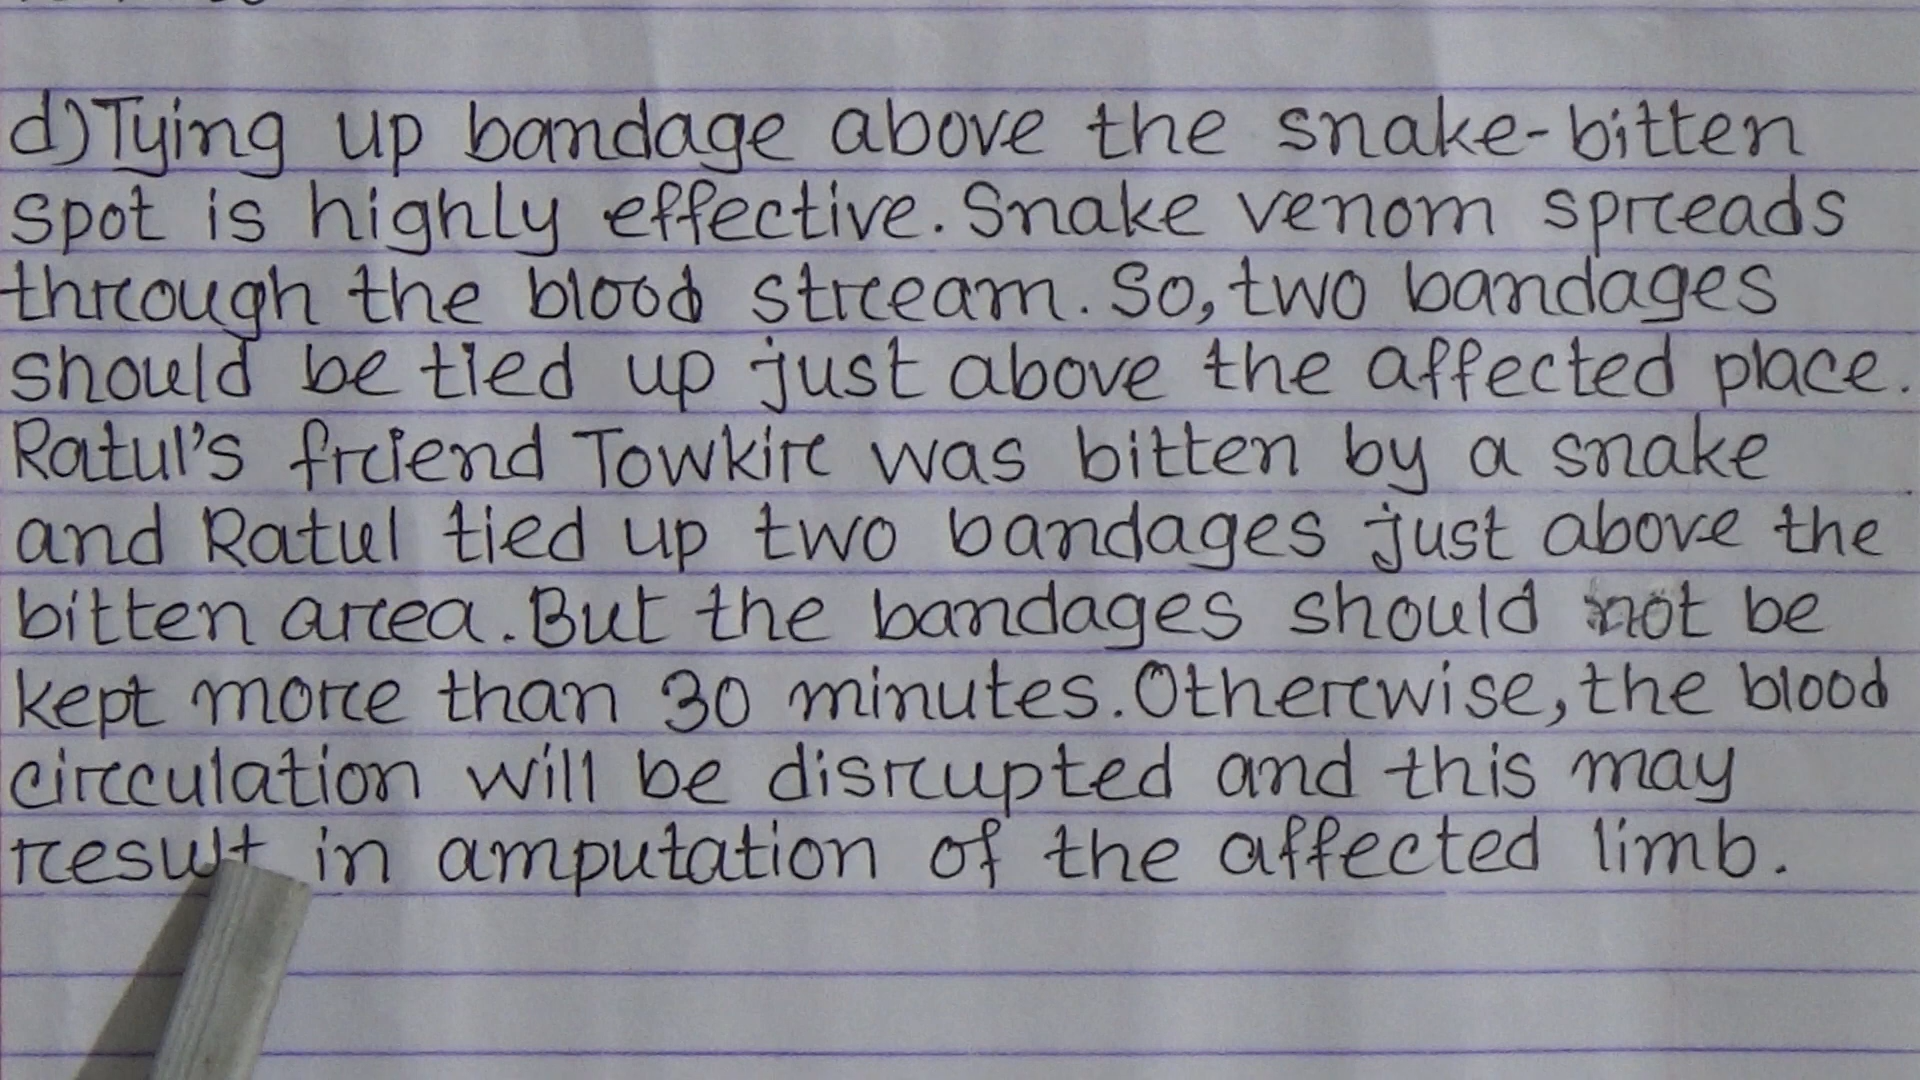 d) Tying up bandage above the snake-bitten
spot is highly effective. Snake venom spreads
through the blood stream. So, two bandages
should be tied up just above the affected place.
Ratul's friend Towkir was bitten by a snake
and Ratul tied up two bandages just above the
bitten area. But the bandages should not be
kept more than 30 minutes. Otherwise, the blood
circulation will be disrupted and this may
result in amputation of the affected limb.